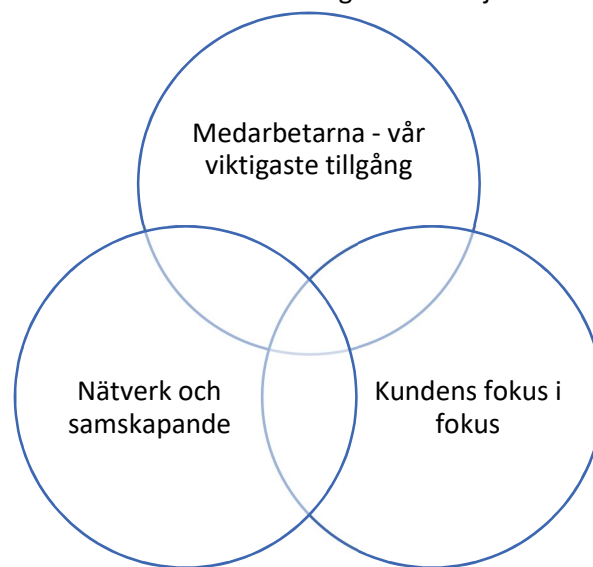 Medarbetarna - vår
viktigaste tillgång
Nätverk och
samskapande
Kundens fokus i
fokus